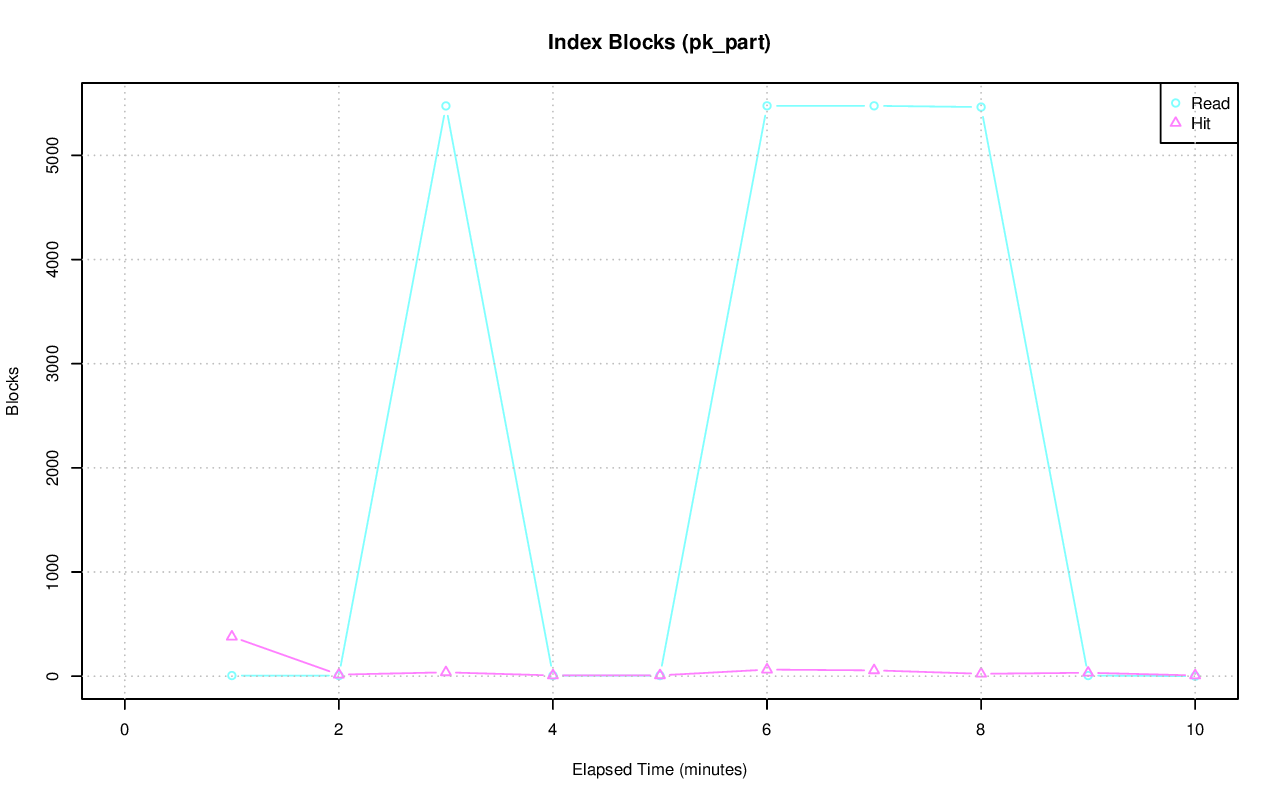 Index Blocks (pk_part)
Read
Hit
Blocks
5000
4000
3000
2000
1000
0
0 2 4 6 8 10
Elapsed Time (minutes)